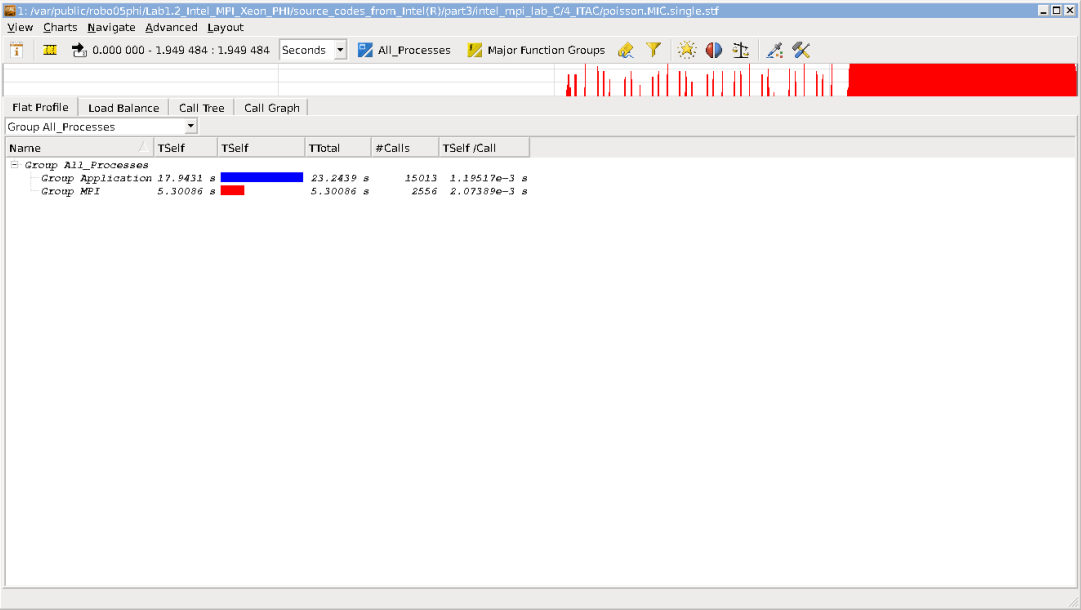 1: /var/public/robo05phi/Lab1.2_Intel_MPI_Xeon_PHI/source_codes_from_Intel(R)/part3/intel_mpi_lab_C/4_ITAC/poisson.MIC.single.stf
View Charts Navigate Advanced Layout
0.000 000 - 1.949 484 : 1.949 484 Seconds All_Processes Major Function Groups
Flat Profile Load Balance Call Tree Call Graph
Group All_Processes
Name TSelf TSelf TTotal #Calls TSelf /Call
Group All_Processes
Group Application 17.9431 s 23.2439 s 15013 1.19517e-3 s
Group MPI 5.30086 s 5.30086 s 2556 2.07389e-3 s